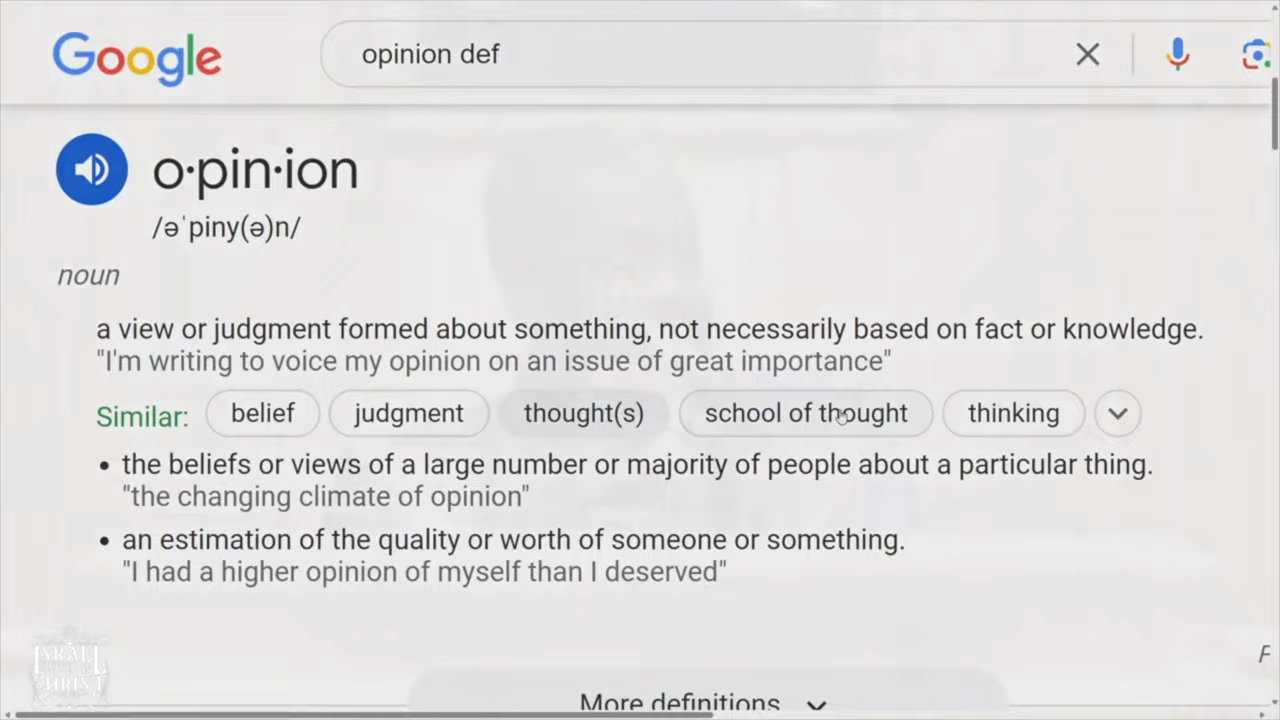 Google
opinion def
o·pin·ion
/əˈpiny(ə)n/
noun
a view or judgment formed about something, not necessarily based on fact or knowledge.
"I'm writing to voice my opinion on an issue of great importance"
Similar: belief judgment thought(s) school of thought thinking
• the beliefs or views of a large number or majority of people about a particular thing.
"the changing climate of opinion"
• an estimation of the quality or worth of someone or something.
"I had a higher opinion of myself than I deserved"
F
ISRAEL
CHRIST
More definitions